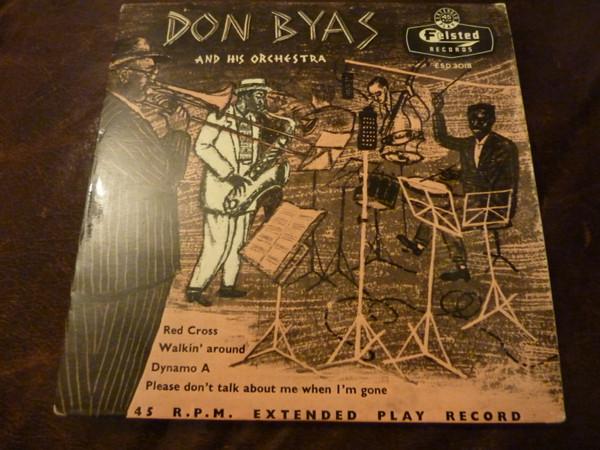 DON BYAS
AND HIS ORCHESTRA
45
Felsted
RECORDS
ESD 3018
Red Cross
Walkin' around
Dynamo A
Please don't talk about me when I'm gone
45 R.P.M. EXTENDED PLAY RECORD